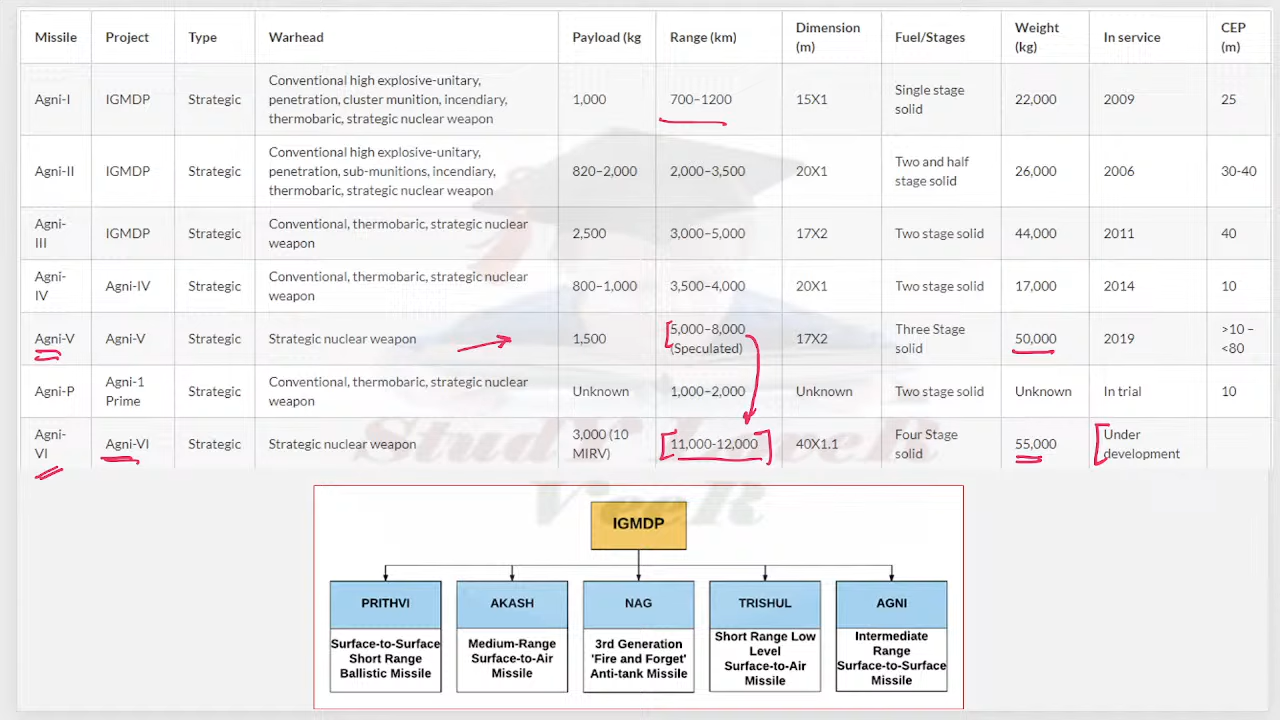 Missile Project Type Warhead Payload (kg Range (km) Dimension (m) Fuel/Stages Weight (kg) In service CEP (m)
Agni-I IGMDP Strategic Conventional high explosive-unitary, penetration, cluster munition, incendiary, thermobaric, strategic nuclear weapon 1,000 700–1200 15X1 Single stage solid 22,000 2009 25
Agni-II IGMDP Strategic Conventional high explosive-unitary, penetration, sub-munitions, incendiary, thermobaric, strategic nuclear weapon 820–2,000 2,000–3,500 20X1 Two and half stage solid 26,000 2006 30-40
Agni-III IGMDP Strategic Conventional, thermobaric, strategic nuclear weapon 2,500 3,000–5,000 17X2 Two stage solid 44,000 2011 40
Agni-IV Agni-IV Strategic Conventional, thermobaric, strategic nuclear weapon 800–1,000 3,500–4,000 20X1 Two stage solid 17,000 2014 10
Agni-V Agni-V Strategic Strategic nuclear weapon 1,500 5,000–8,000 (Speculated) 17X2 Three Stage solid 50,000 2019 >10 – <80
Agni-P Agni-1 Prime Strategic Conventional, thermobaric, strategic nuclear weapon Unknown 1,000–2,000 Unknown Two stage solid Unknown In trial 10
Agni-VI Agni-VI Strategic Strategic nuclear weapon 3,000 (10 MIRV) 11,000-12,000 40X1.1 Four Stage solid 55,000 Under development
IGMDP
PRITHVI
Surface-to-Surface
Short Range
Ballistic Missile
AKASH
Medium-Range
Surface-to-Air
Missile
NAG
3rd Generation
'Fire and Forget'
Anti-tank Missile
TRISHUL
Short Range Low
Level
Surface-to-Air
Missile
AGNI
Intermediate
Range
Surface-to-Surface
Missile